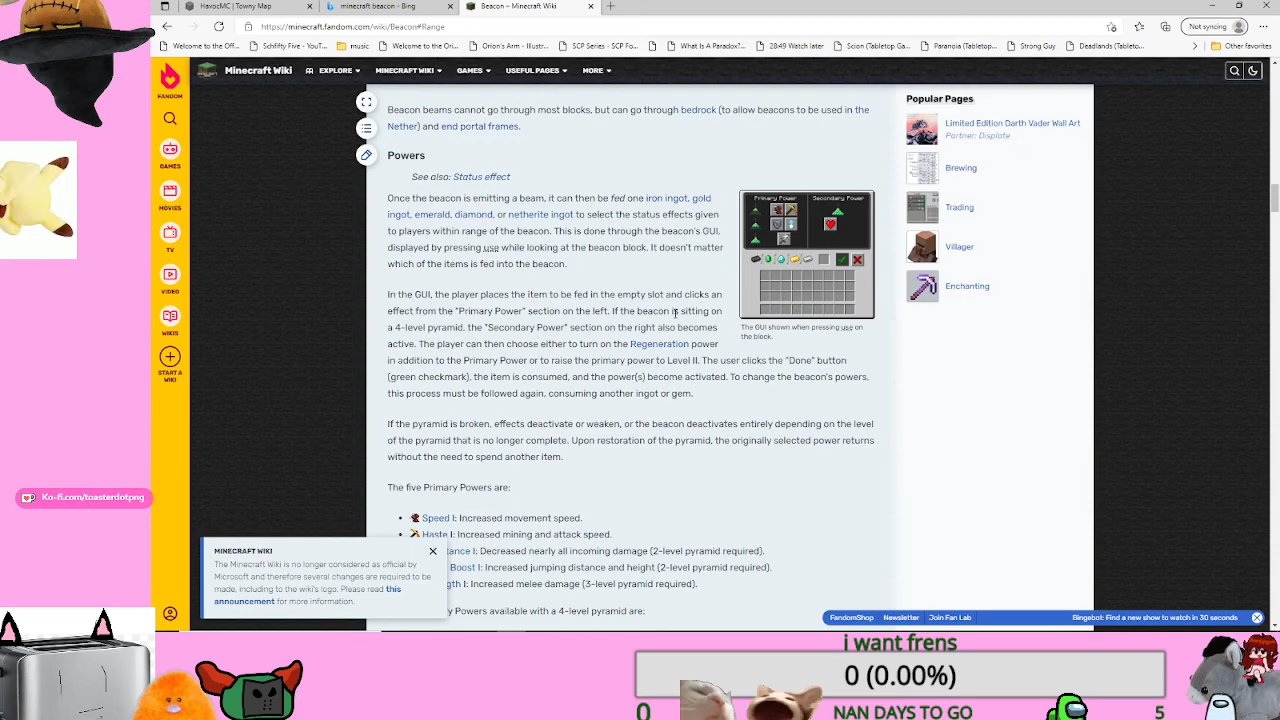 HavocMC | Towny Map
minecraft beacon - Bing
Beacon – Minecraft Wiki
https://minecraft.fandom.com/wiki/Beacon#Range
Not syncing
Welcome of the Or...
Schfifty Five - YouT...
music
Welcome to the On...
Orion's Arm - Illustr...
SCP Series - SCP Fo...
What Is A Paradox?...
28:49 Watch later
Scion (Tabletop Ga...
Paranoia (Tabletop...
Strong Guy
Deadlands (Tableto...
Other favorites
FANDOM
Minecraft Wiki
EXPLORE
MINECRAFT WIKI
GAMES
USEFUL PAGES
MORE
GAMES
MOVIES
TV
VIDEO
WIKIS
START A
WIKI
Beacon beams cannot go through most blocks, but can go through bedrock (to allow beacons to be used in the
Nether) and end portal frames.
Powers
See also: Status effect
Once the beacon is emitting a beam, it can then be fed one iron ingot, gold
ingot, emerald, diamond, or netherite ingot to select the status effects given
to players within range of the beacon. This is done through the beacon's GUI,
displayed by pressing use while looking at the beacon block. It doesn't matter
which of the items is fed into the beacon.
Primary Power
Secondary Power
The GUI shown when pressing use on
the block.
In the GUI, the player places the item to be fed in the empty slot and clicks an
effect from the "Primary Power" section on the left. If the beacon is sitting on
a 4-level pyramid, the "Secondary Power" section on the right also becomes
active. The player can then choose either to turn on the Regeneration power
in addition to the Primary Power or to raise the primary power to Level II. The user clicks the "Done" button
(green checkmark), the item is consumed, and the power(s) become activated. To change the beacon's powers,
this process must be followed again, consuming another ingot or gem.
If the pyramid is broken, effects deactivate or weaken, or the beacon deactivates entirely depending on the level
of the pyramid that is no longer complete. Upon restoration of the pyramid, the originally selected power returns
without the need to spend another item.
The five Primary Powers are:
• Speed I: Increased movement speed.
• Haste I: Increased mining and attack speed.
tance I: Decreased nearly all incoming damage (2-level pyramid required).
Boost I: Increased jumping distance and height (2-level pyramid required).
gth I: Increased melee damage (3-level pyramid required).
y Powers available with a 4-level pyramid are:
Popular Pages
Limited Edition Darth Vader Wall Art
Partner: Displate
Brewing
Trading
Villager
Enchanting
MINECRAFT WIKI
The Minecraft Wiki is no longer considered as official by
Microsoft and therefore several changes are required to be
made, including to the wiki's logo. Please read this
announcement for more information.
FandomShop
Newsletter
Join Fan Lab
Bingebot: Find a new show to watch in 30 seconds
Ko-fi.com/toasterdotpng
i want frens
0 (0.00%)
0
NAN DAYS TO GO
5